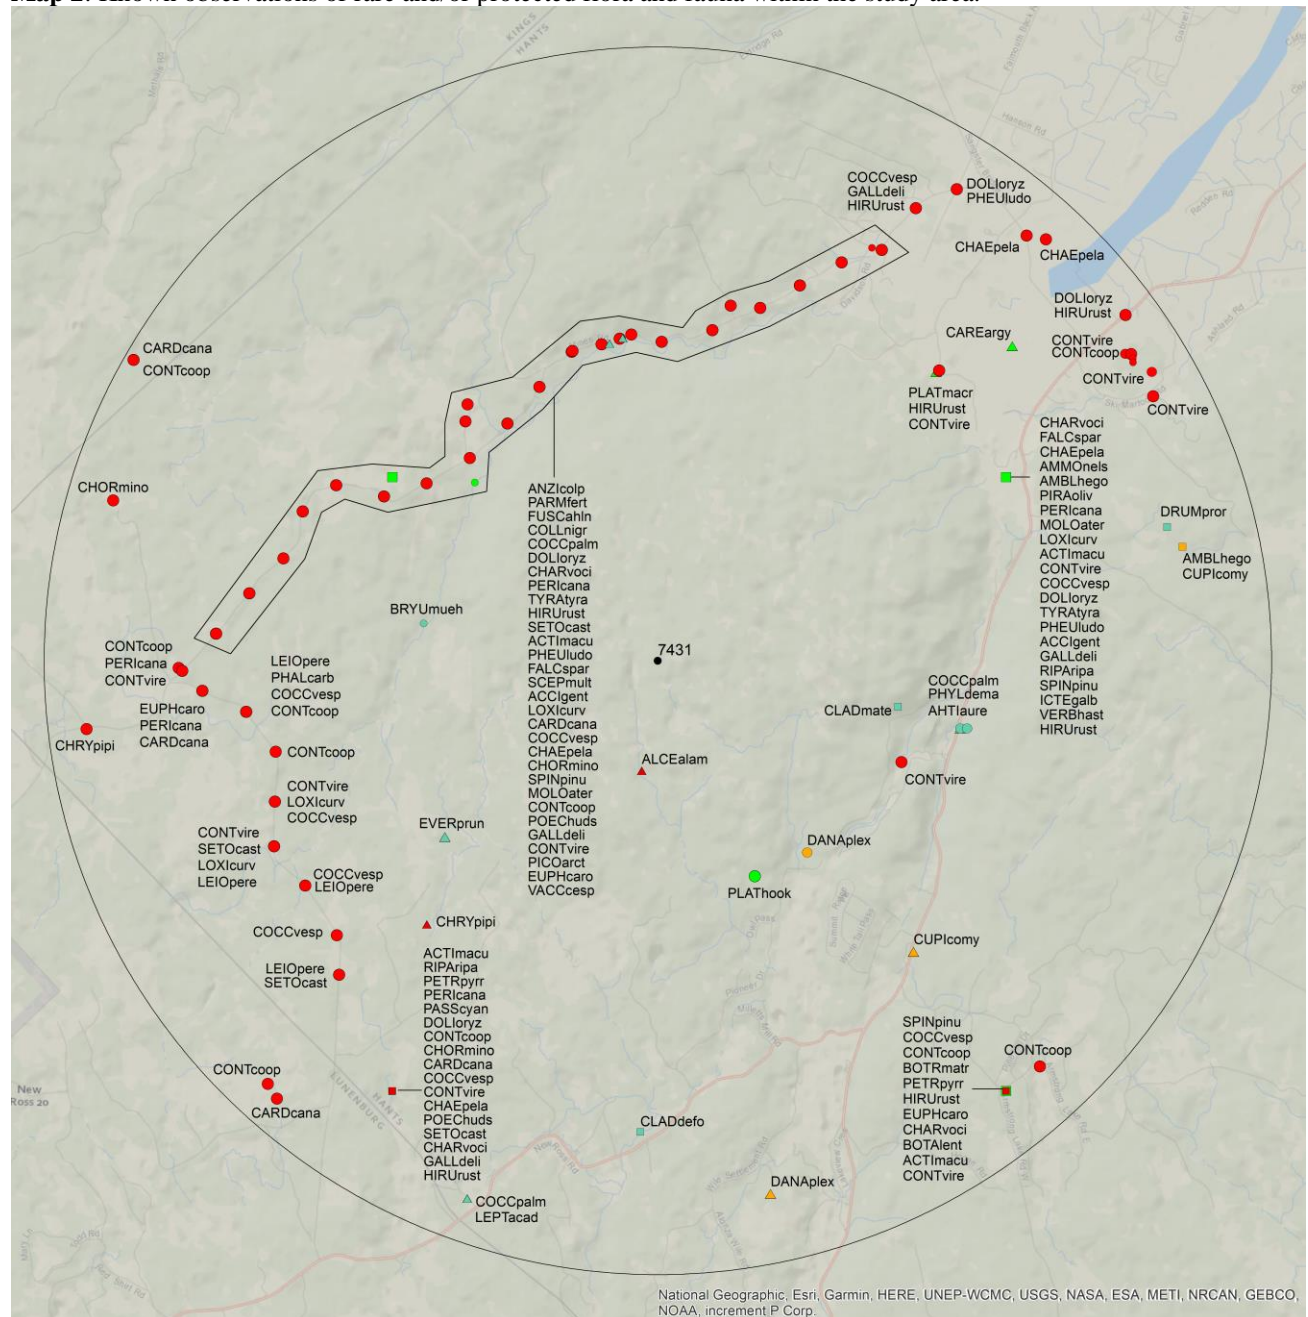 Map 2: Known observations of rare and/or protected flora and fauna within the study area.
KINGS
HANTS
COCCvesp
GALLdeli
HIRUrust
DOLIoryz
PHEUludo
CHAEpela
CHAEpela
DOLIoryz
HIRUrust
CONTvire
CONTcoop
CONTvire
CONTvire
CAREargy
PLATmacr
HIRUrust
CONTvire
CARDcana
CONTcoop
CHORmino
CHARvoci
FALCspar
CHAEpela
AMMOnels
AMBLhego
PIRAoliv
PERIcana
MOLOater
LOXIcurv
ACTImacu
CONTvire
COCCvesp
DOLIoryz
TYRAtyra
PHEUludo
ACCIgent
GALLdeli
RIPAripa
SPINpinu
ICTEgalb
VERBhast
HIRUrust
DRUMpror
AMBLhego
CUPIcomy
ANZIcolp
PARMfert
FUSCahln
COLLnigr
COCCpalm
DOLIoryz
CHARvoci
PERIcana
TYRAtyra
HIRUrust
SETOcast
ACTImacu
PHEUludo
FALCspar
SCEPmult
ACCIgent
LOXIcurv
CARDcana
COCCvesp
CHAEpela
CHORmino
SPINpinu
MOLOater
CONTcoop
POEChuds
GALLdeli
CONTvire
PICOarct
EUPHcaro
VACCcesp
BRYUmueh
7431
CONTcoop
PERIcana
CONTvire
LEIOpere
PHALcarb
COCCvesp
CONTcoop
EUPHcaro
PERIcana
CARDcana
CHRYpipi
CONTcoop
COCCpalm
PHYLdema
AHTIaure
CLADmate
CONTvire
ALCEalam
CONTvire
LOXIcurv
COCCvesp
CONTvire
SETOcast
LOXIcurv
LEIOpere
EVERprun
DANAplex
PLAThook
COCCvesp
LEIOpere
CHRYpipi
COCCvesp
CUPIcomy
LEIOpere
SETOcast
ACTImacu
RIPAripa
PETRpyrr
PERIcana
PASScyan
DOLIoryz
CONTcoop
CHORmino
CARDcana
COCCvesp
CONTvire
CHAEpela
POEChuds
SETOcast
CHARvoci
GALLdeli
HIRUrust
SPINpinu
COCCvesp
CONTcoop
BOTRmatr
PETRpyrr
HIRUrust
EUPHcaro
CHARvoci
BOTAlent
ACTImacu
CONTvire
CONTcoop
CONTcoop
CARDcana
New
Ross 20
HANTS
LUNENBURG
CLADdefo
DANAplex
COCCpalm
LEPTacad
National Geographic, Esri, Garmin, HERE, UNEP-WCMC, USGS, NASA, ESA, METI, NRCAN, GEBCO,
NOAA, increment P Corp.